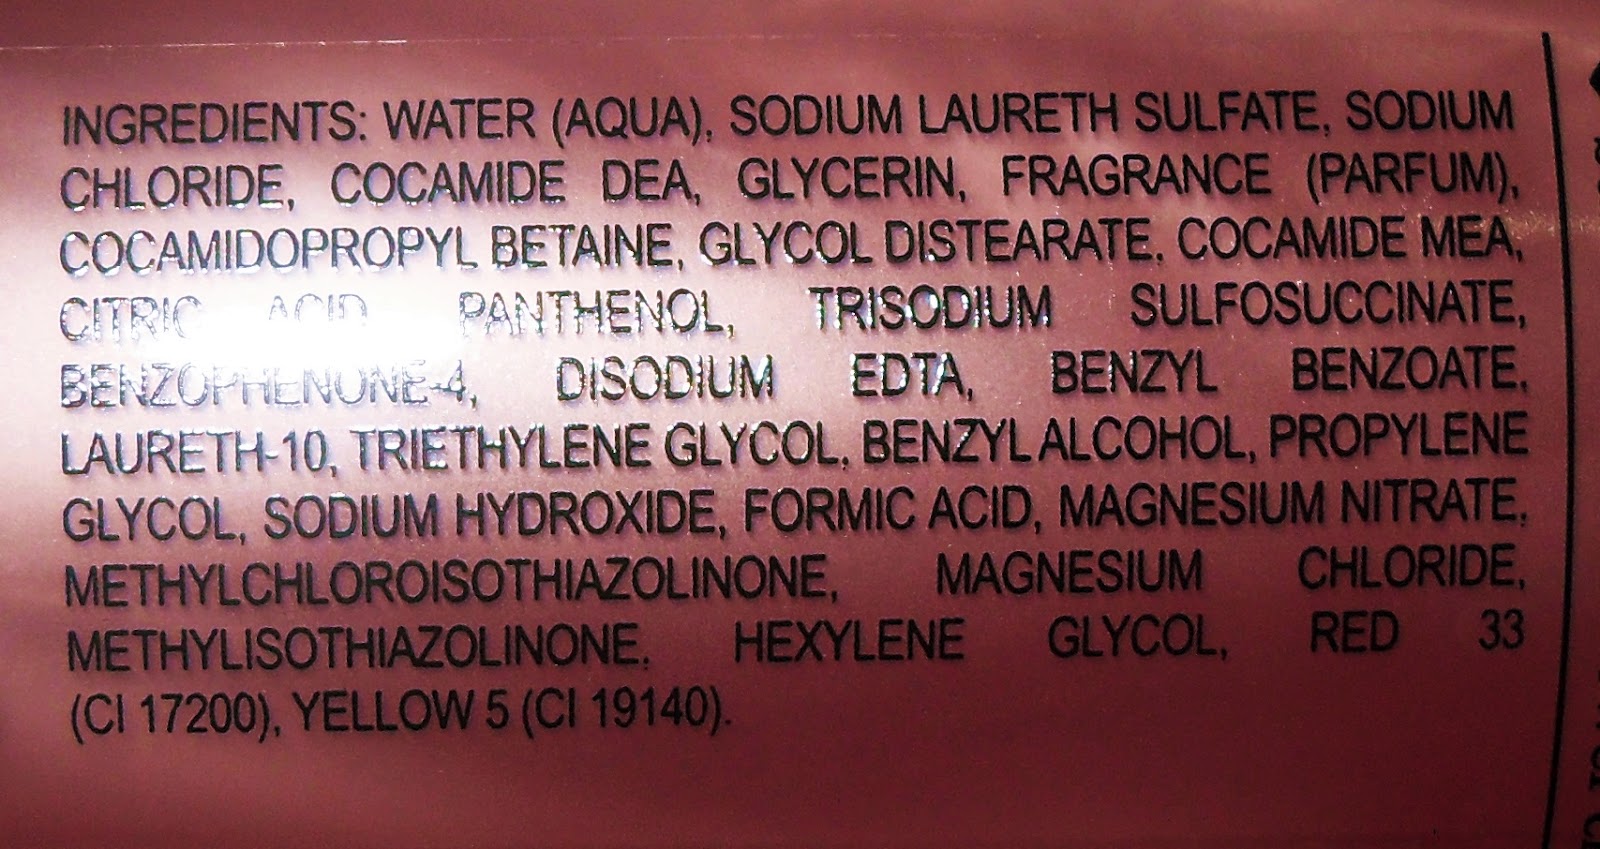 INGREDIENTS: WATER (AQUA), SODIUM LAURETH SULFATE, SODIUM
CHLORIDE, COCAMIDE DEA, GLYCERIN, FRAGRANCE (PARFUM),
COCAMIDOPROPYL BETAINE, GLYCOL DISTEARATE, COCAMIDE MEA,
CITRIC ACID PANTHENOL, TRISODIUM SULFOSUCCINATE,
BENZOPHENONE-4, DISODIUM EDTA, BENZYL BENZOATE,
LAURETH-10, TRIETHYLENE GLYCOL, BENZYL ALCOHOL, PROPYLENE
GLYCOL, SODIUM HYDROXIDE, FORMIC ACID, MAGNESIUM NITRATE,
METHYLCHLOROISOTHIAZOLINONE, MAGNESIUM CHLORIDE,
METHYLISOTHIAZOLINONE, HEXYLENE GLYCOL, RED 33
(CI 17200), YELLOW 5 (CI 19140).